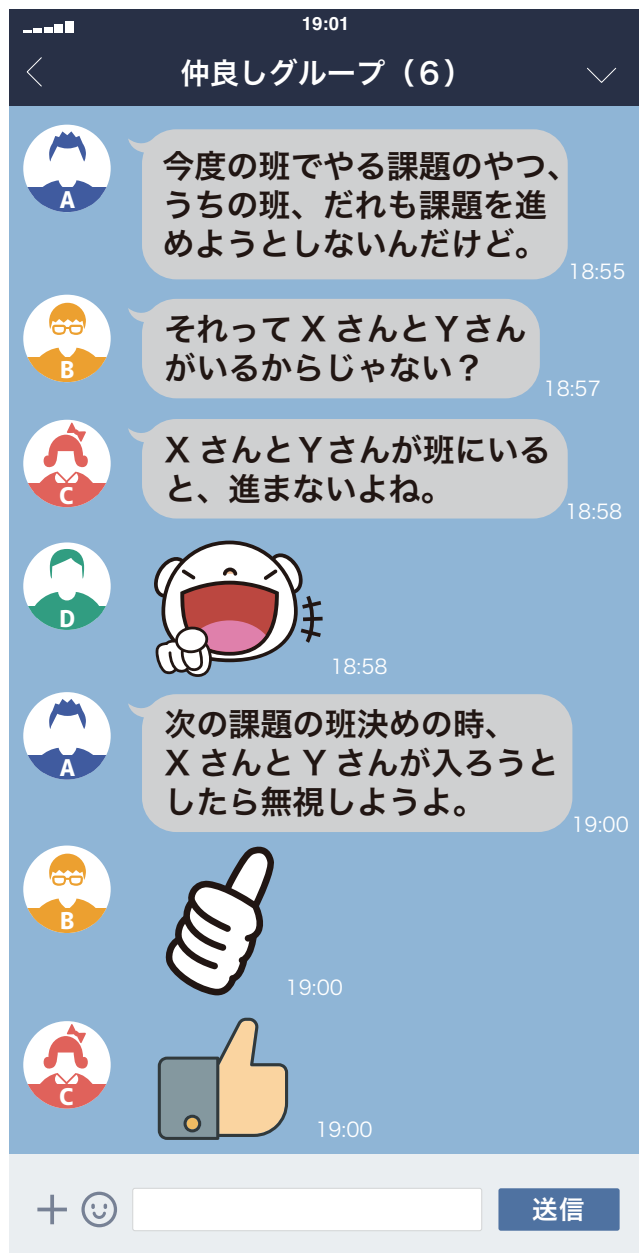 19:01
仲良しグループ（6）
A
今度の班でやる課題のやつ、
うちの班、だれも課題を進
めようとしないんだけど。
18:55
B
それって X さんとYさん
がいるからじゃない？
18:57
C
X さんとYさんが班にいる
と、進まないよね。
18:58
D
18:58
A
次の課題の班決めの時、
X さんと Y さんが入ろうと
したら無視しようよ。
19:00
B
19:00
C
19:00
送信